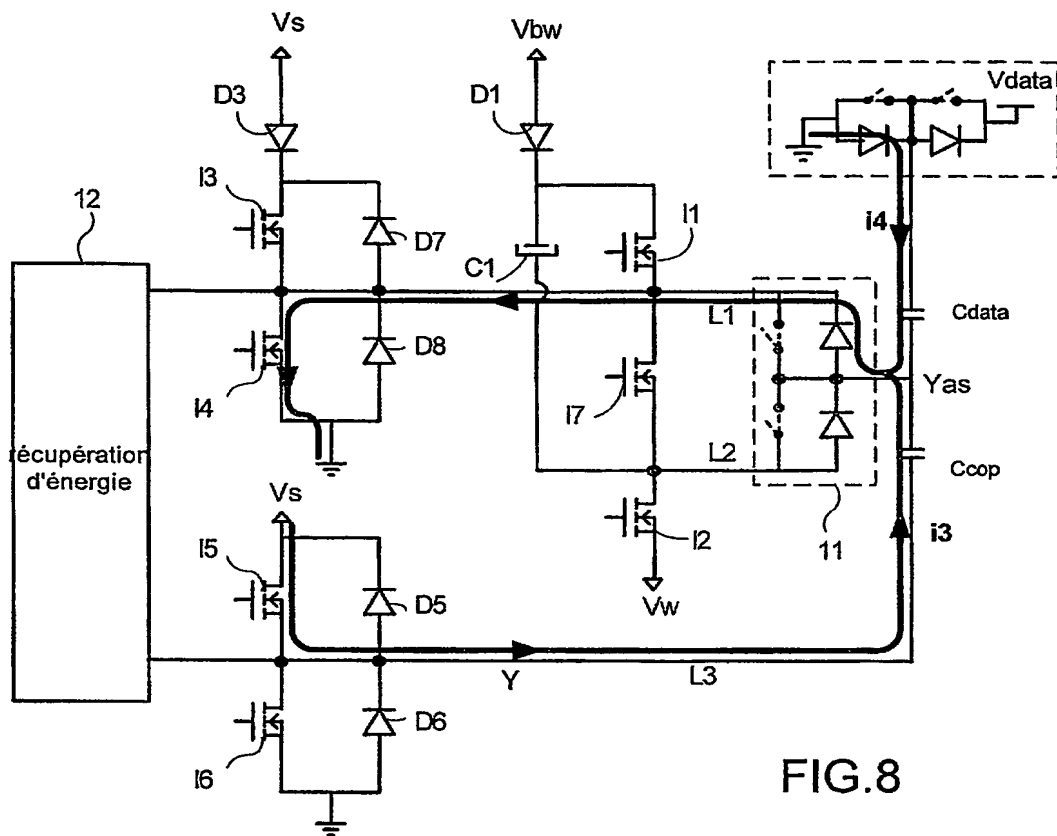 Vs
Vbw
Vdata
D3
D1
I3
12
D7
I1
i4
C1
L1
Cdata
D8
I4
I7
Yas
récupération
d'énergie
L2
Ccop
Vs
I5
I2
11
i3
D5
Vw
Y
L3
D6
I6
FIG.8